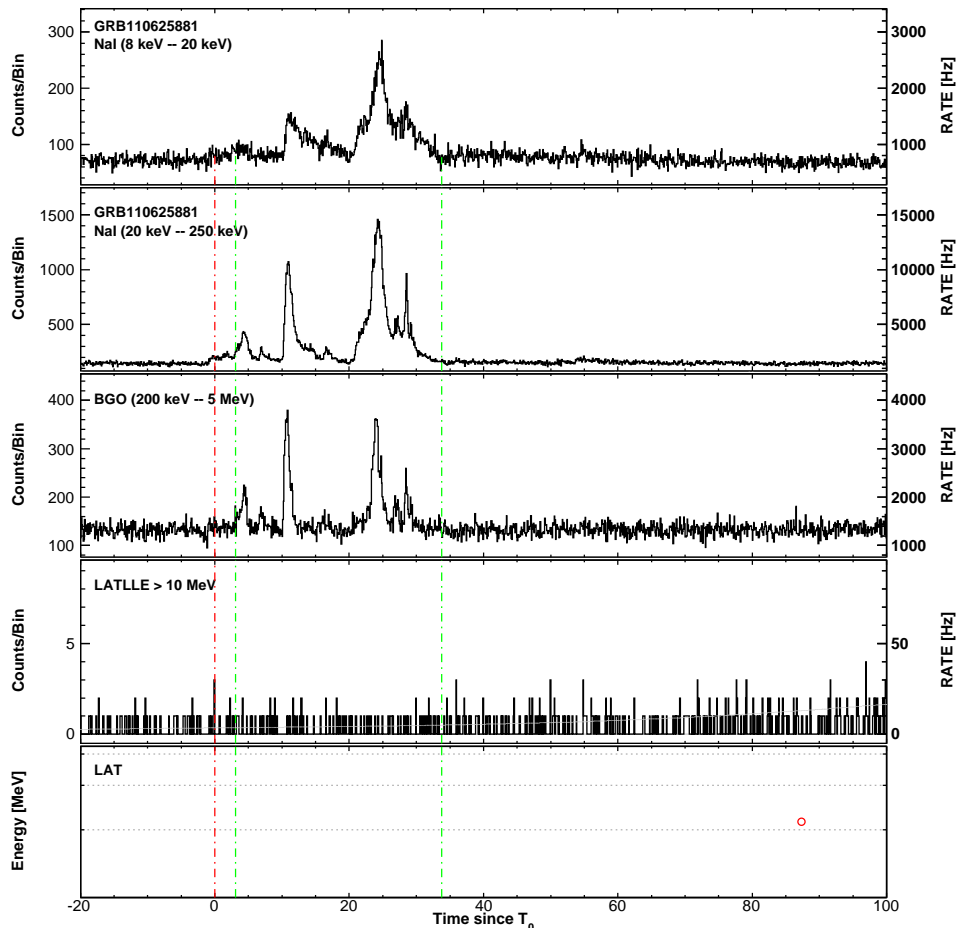 GRB110625881
NaI (8 keV -- 20 keV)
Counts/Bin
300
200
100
3000
2000
1000
RATE [Hz]
GRB110625881
NaI (20 keV -- 250 keV)
Counts/Bin
1500
1000
500
15000
10000
5000
RATE [Hz]
BGO (200 keV -- 5 MeV)
Counts/Bin
400
300
200
100
4000
3000
2000
1000
RATE [Hz]
LATLLE > 10 MeV
Counts/Bin
5
0
50
0
RATE [Hz]
LAT
Energy [MeV]
-20 0 20 40 60 80 100
Time since T0